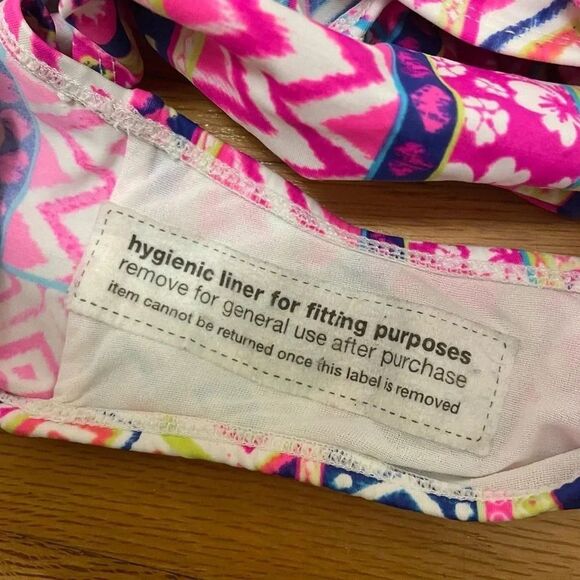 hygienic liner for fitting purposes
remove for general use after purchase
item cannot be returned once this label is removed